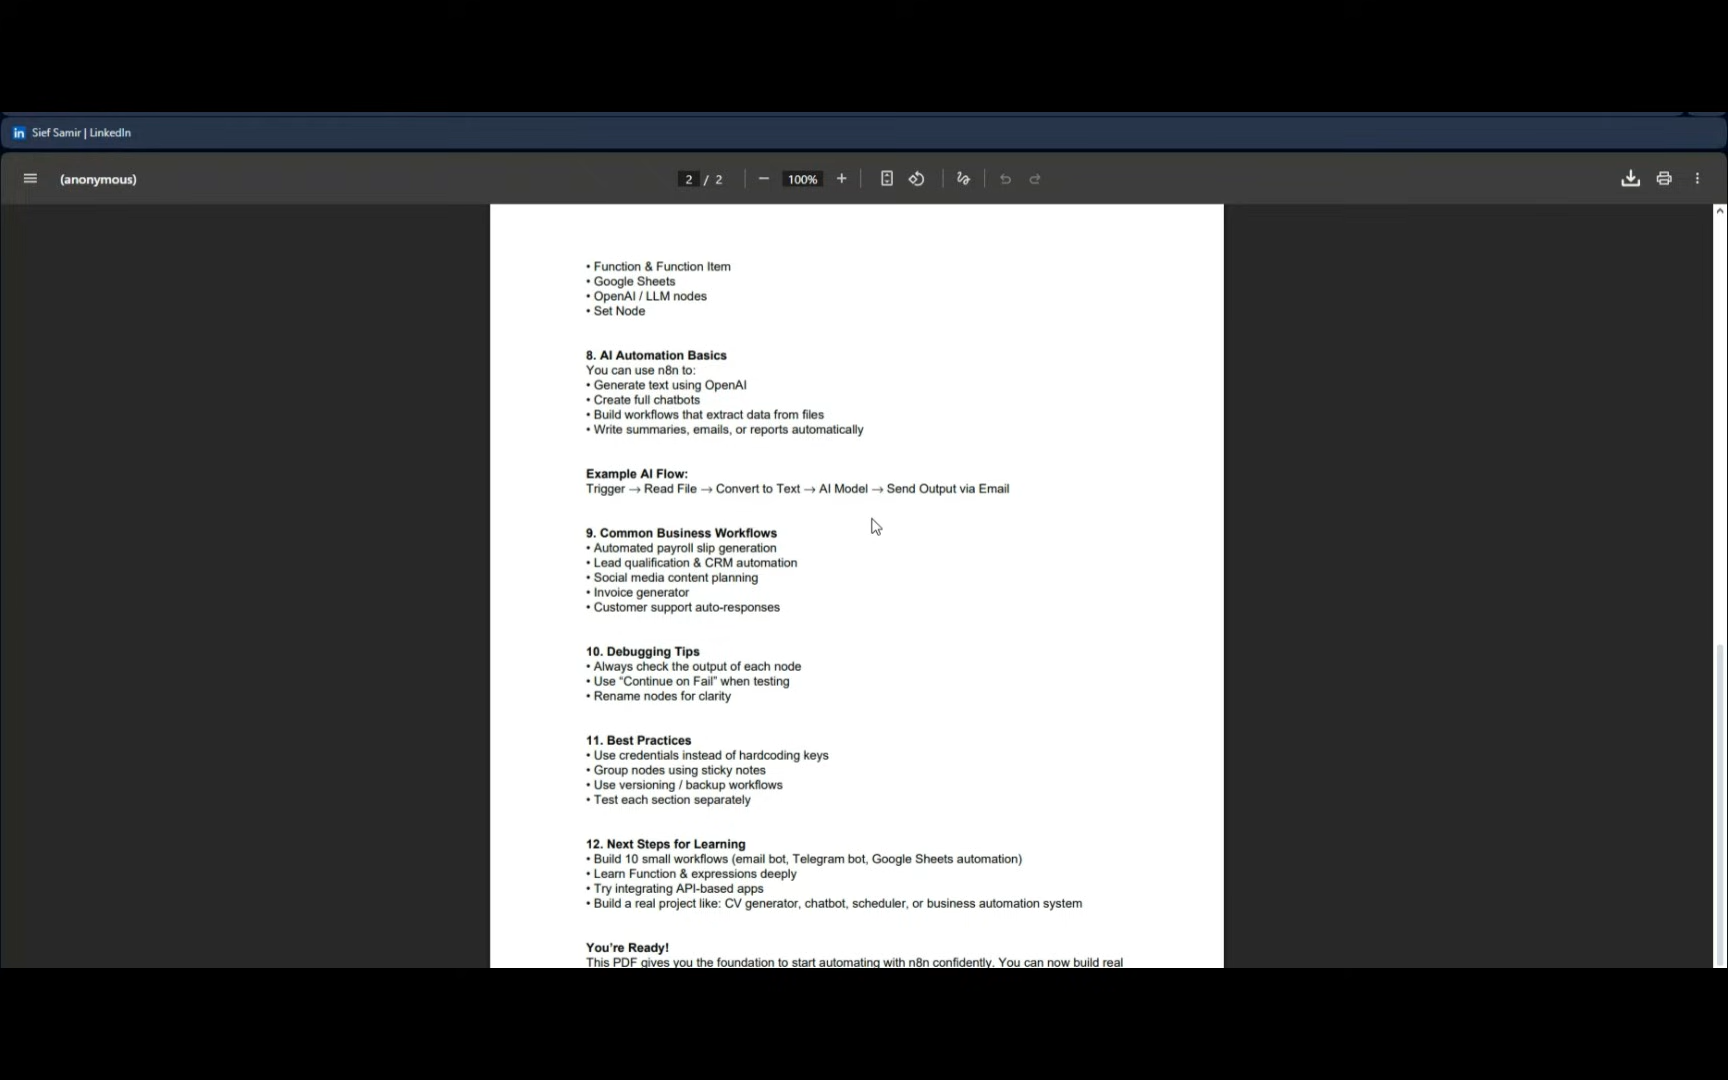 Sief Samir | LinkedIn
(anonymous)
2 / 2
100%
• Function & Function Item
• Google Sheets
• OpenAI / LLM nodes
• Set Node
8. AI Automation Basics
You can use n8n to:
• Generate text using OpenAI
• Create full chatbots
• Build workflows that extract data from files
• Write summaries, emails, or reports automatically
Example AI Flow:
Trigger → Read File → Convert to Text → AI Model → Send Output via Email
9. Common Business Workflows
• Automated payroll slip generation
• Lead qualification & CRM automation
• Social media content planning
• Invoice generator
• Customer support auto-responses
10. Debugging Tips
• Always check the output of each node
• Use “Continue on Fail” when testing
• Rename nodes for clarity
11. Best Practices
• Use credentials instead of hardcoding keys
• Group nodes using sticky notes
• Use versioning / backup workflows
• Test each section separately
12. Next Steps for Learning
• Build 10 small workflows (email bot, Telegram bot, Google Sheets automation)
• Learn Function & expressions deeply
• Try integrating API-based apps
• Build a real project like: CV generator, chatbot, scheduler, or business automation system
You’re Ready!
This PDF gives you the foundation to start automating with n8n confidently. You can now build real